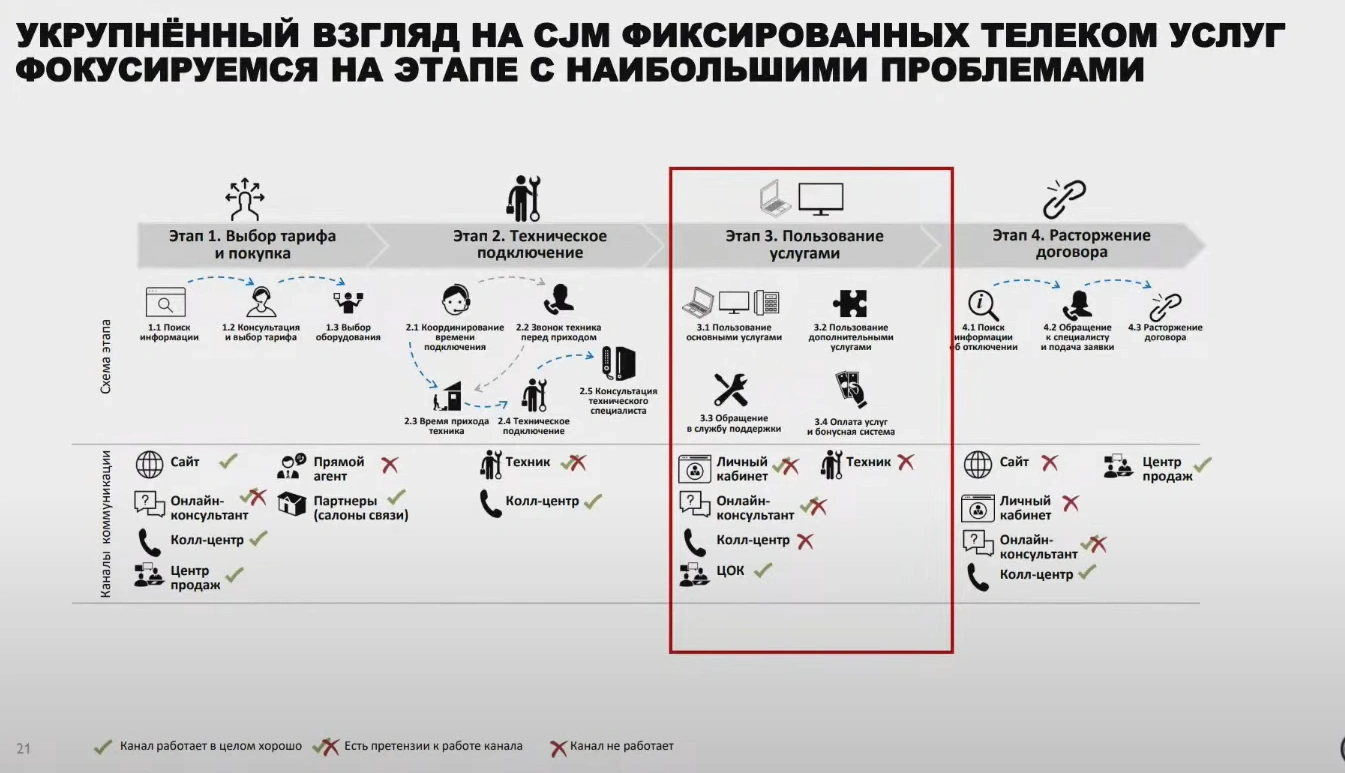 УКРУПНЁННЫЙ ВЗГЛЯД НА CJM ФИКСИРОВАННЫХ ТЕЛЕКОМ УСЛУГ
ФОКУСИРУЕМСЯ НА ЭТАПЕ С НАИБОЛЬШИМИ ПРОБЛЕМАМИ
Этап 1. Выбор тарифа
и покупка
Этап 2. Техническое
подключение
Этап 3. Пользование
услугами
Этап 4. Расторжение
договора
Схема этапа
1.1 Поиск
информации
1.2 Консультация
и выбор тарифа
1.3 Выбор
оборудования
2.1 Координирование
времени
подключения
2.2 Звонок техника
перед приходом
2.3 Время прихода
техника
2.4 Техническое
подключение
2.5 Консультация
технического
специалиста
3.1 Пользование
основными услугами
3.2 Пользование
дополнительными
услугами
3.3 Обращение
в службу поддержки
3.4 Оплата услуг
и бонусная система
4.1 Поиск
информации
об отключении
4.2 Обращение
к специалисту
и подача заявки
4.3 Расторжение
договора
Каналы коммуникации
Сайт
Онлайн-
консультант
Колл-центр
Центр
продаж
Прямой
агент
Партнеры
(салоны связи)
Техник
Колл-центр
Личный
кабинет
Онлайн-
консультант
Колл-центр
ЦОК
Техник
Сайт
Личный
кабинет
Онлайн-
консультант
Колл-центр
Центр
продаж
21
Канал работает в целом хорошо
Есть претензии к работе канала
Канал не работает